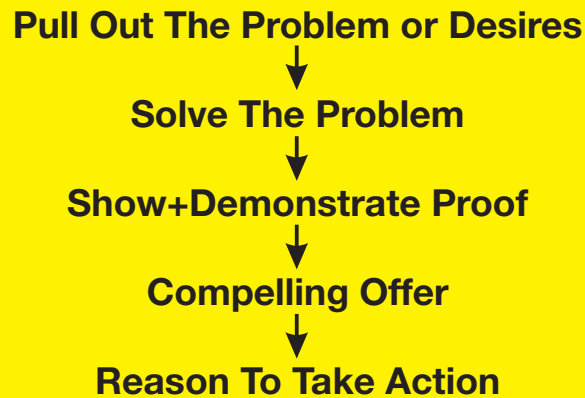 Pull Out The Problem or Desires
Solve The Problem
Show+Demonstrate Proof
Compelling Offer
Reason To Take Action